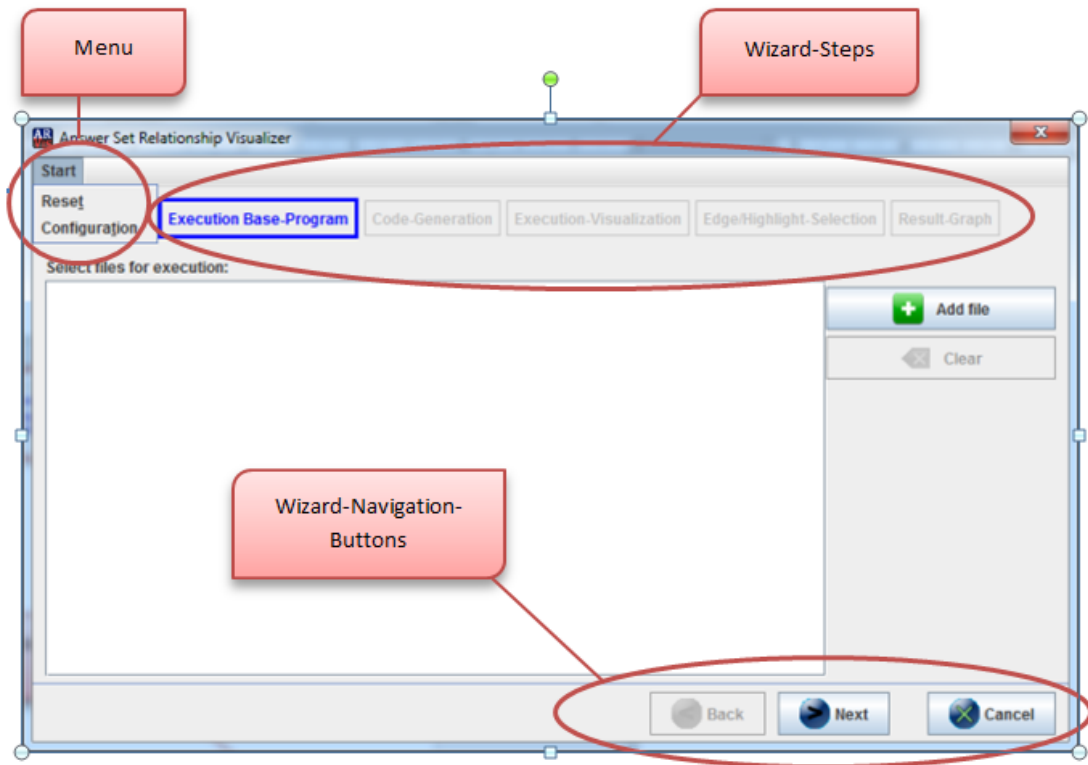 Menu
Wizard-Steps
AR
Answer Set Relationship Visualizer
x
Start
Reset
Configuration
Execution Base-Program
Code-Generation
Execution-Visualization
Edge/Highlight-Selection
Result-Graph
Select files for execution:
Add file
Clear
Wizard-Navigation-
Buttons
Back
Next
Cancel